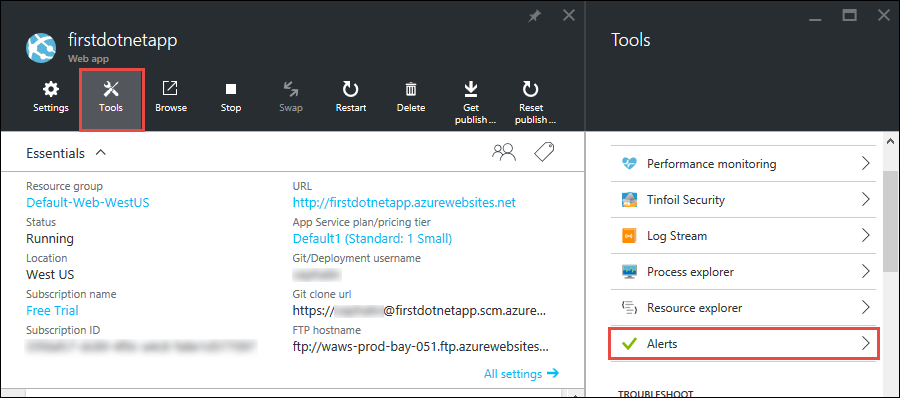 firstdotnetapp
Web app
Settings
Tools
Browse
Stop
Swap
Restart
Delete
Get
publish ...
Reset
publish ...
Essentials
Resource group
Default-Web-WestUS
Status
Running
Location
West US
Subscription name
Free Trial
Subscription ID
URL
http://firstdotnetapp.azurewebsites.net
App Service plan/pricing tier
Default1 (Standard: 1 Small)
Git/Deployment username
Git clone url
https://@firstdotnetapp.scm.azure...
FTP hostname
ftp://waws-prod-bay-051.ftp.azurewebsites...
All settings
Tools
Performance monitoring
Tinfoil Security
Log Stream
Process explorer
Resource explorer
Alerts
TROUBLESHOOT